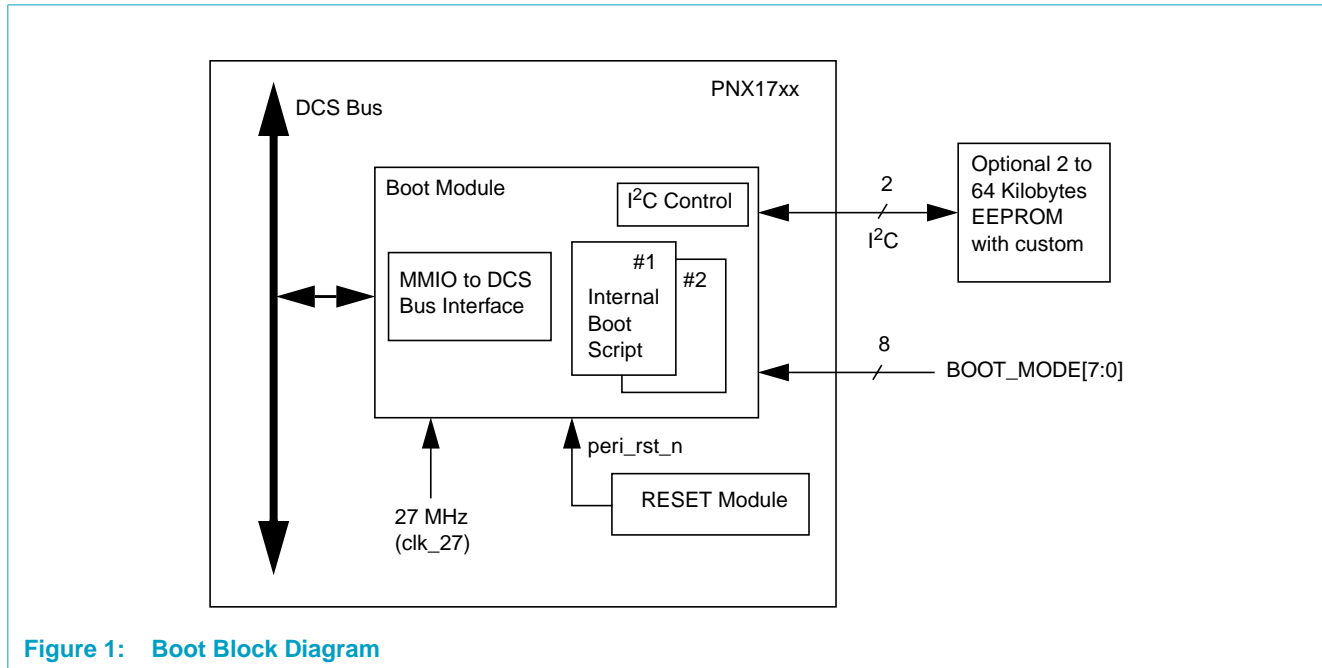 PNX17xx
DCS Bus
Boot Module
I²C Control
MMIO to DCS
Bus Interface
#1
#2
Internal
Boot
Script
2
I²C
Optional 2 to
64 Kilobytes
EEPROM
with custom
8
BOOT_MODE[7:0]
peri_rst_n
RESET Module
27 MHz
(clk_27)
Figure 1: Boot Block Diagram